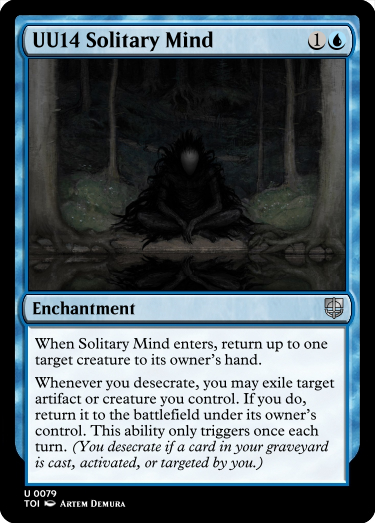 UU14 Solitary Mind
1
Enchantment
When Solitary Mind enters, return up to one
target creature to its owner's hand.
Whenever you desecrate, you may exile target
artifact or creature you control. If you do,
return it to the battlefield under its owner's
control. This ability only triggers once each
turn. (You desecrate if a card in your graveyard
is cast, activated, or targeted by you.)
U 0079
TOI Artem Demura